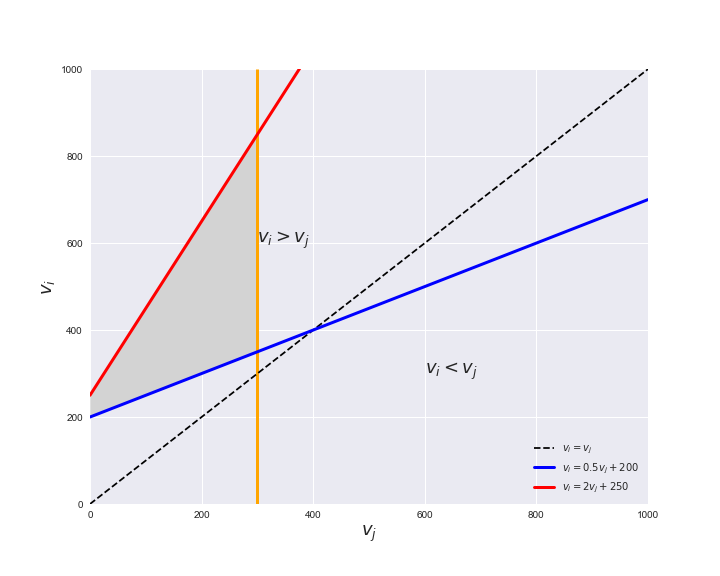 1000
800
600
400
200
0
v_i
v_i > v_j
v_i < v_j
v_i = v_j
v_i = 0.5v_j + 200
v_i = 2v_j + 250
0 200 400 600 800 1000
v_j